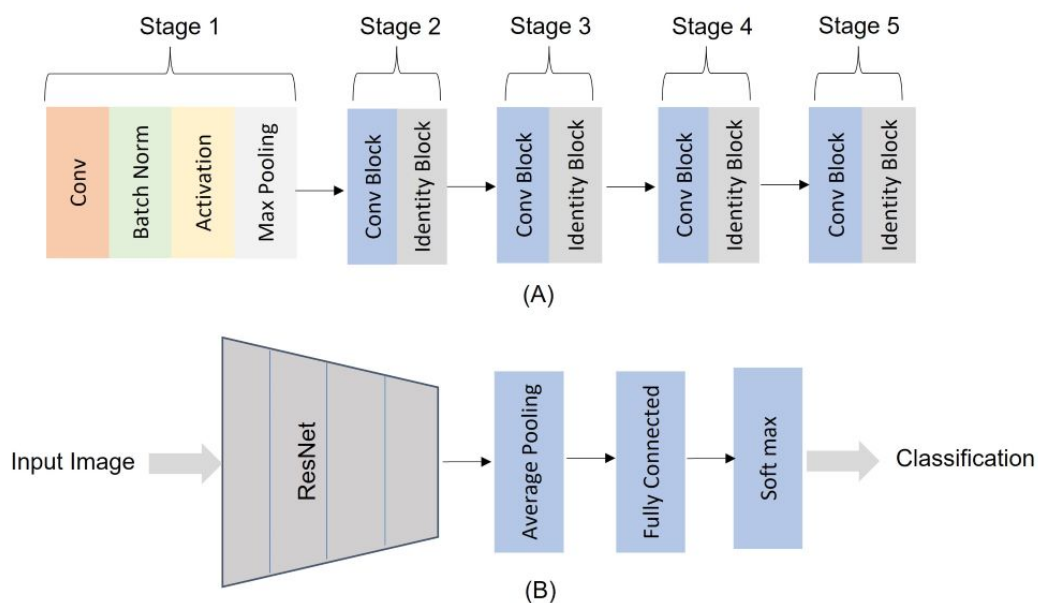 Stage 1
Stage 2
Stage 3
Stage 4
Stage 5
Conv
Batch Norm
Activation
Max Pooling
Conv Block
Identity Block
Conv Block
Identity Block
Conv Block
Identity Block
Conv Block
Identity Block
(A)
Input Image
ResNet
Average Pooling
Fully Connected
Soft max
Classification
(B)